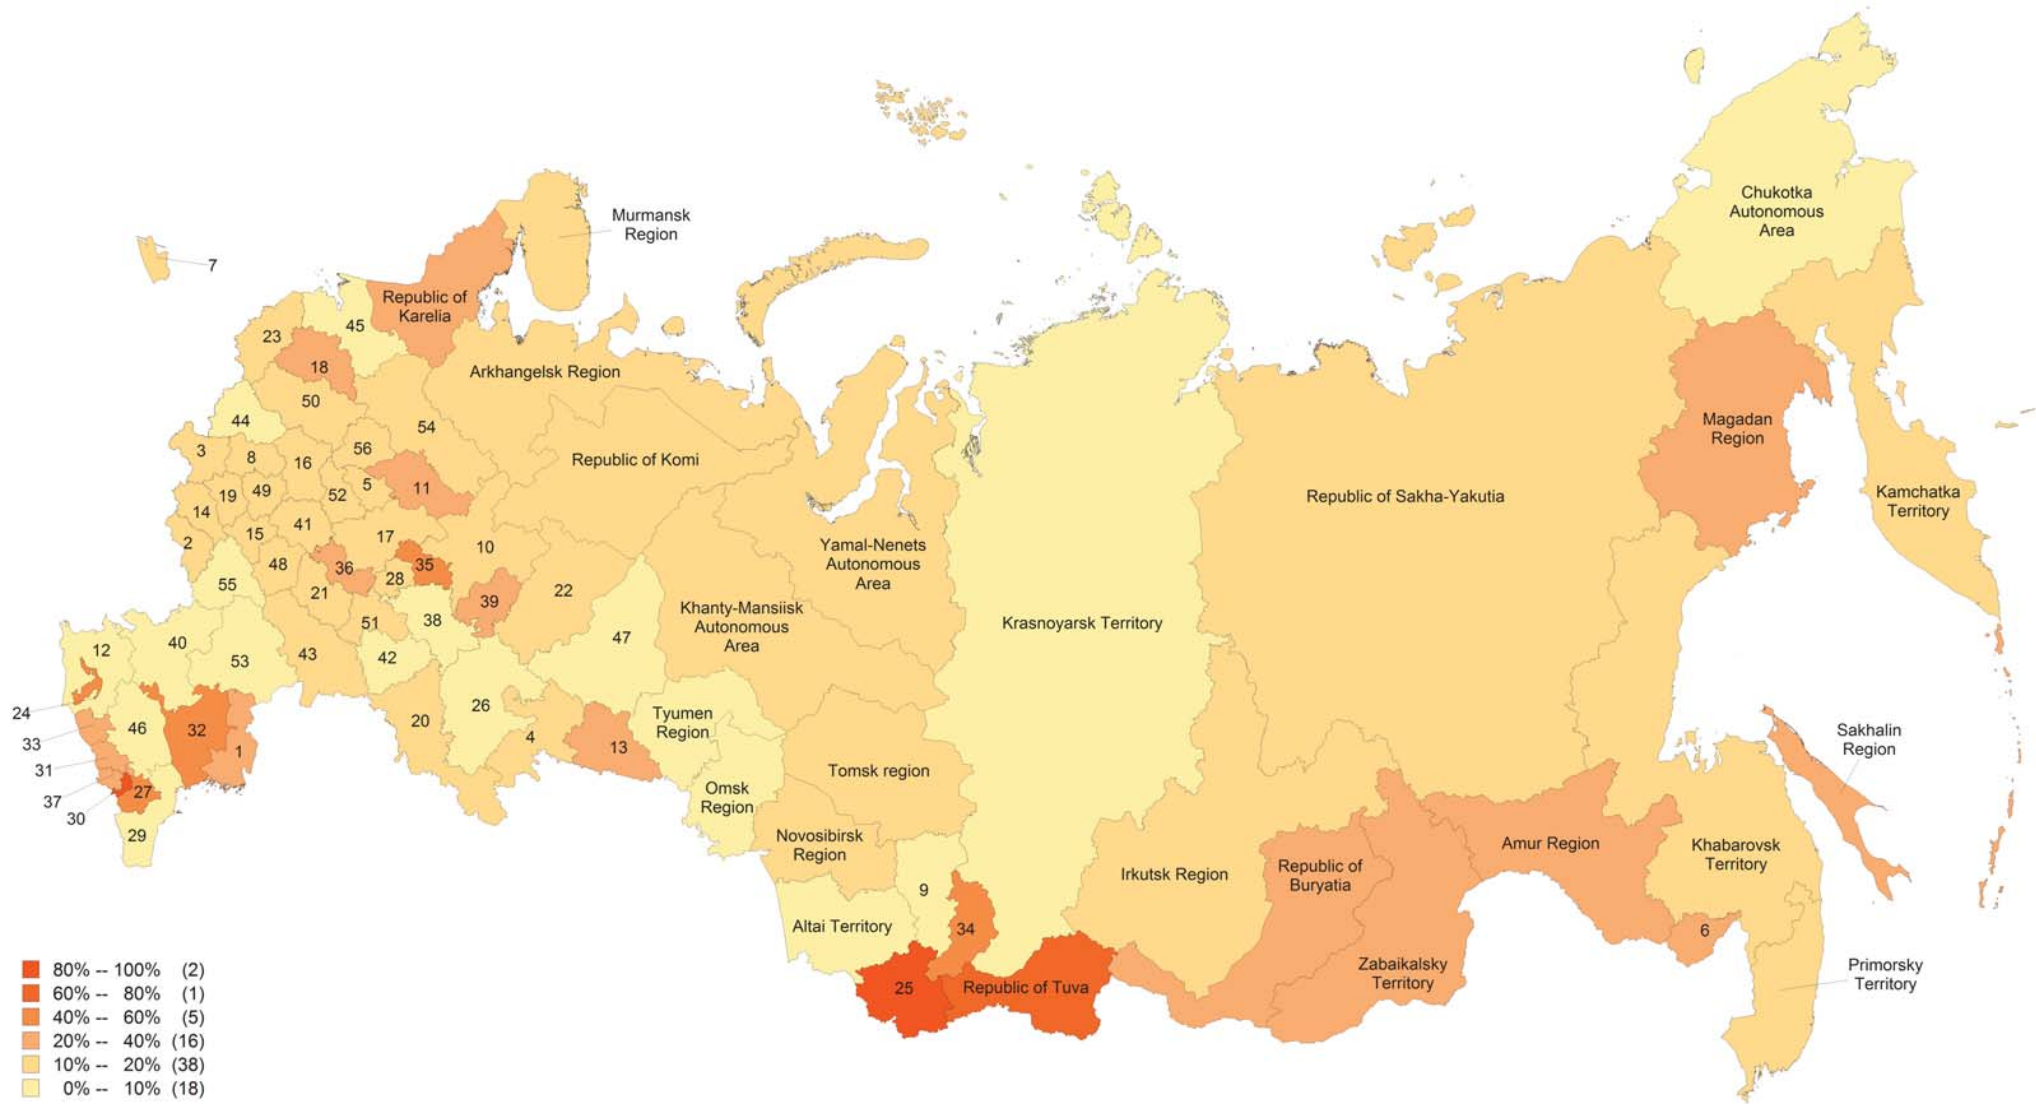 Chukotka
Autonomous
Area
Murmansk
Region
7
Republic of
Karelia
45
23
18
Arkhangelsk Region
50
44
54
Magadan
Region
3
8
56
16
Republic of Komi
5
11
19
49
52
Republic of Sakha-Yakutia
Kamchatka
Territory
14
41
15
17
2
10
Yamal-Nenets
Autonomous
Area
48
36
35
28
55
21
22
39
Khanty-Mansiisk
Autonomous
Area
51
38
Krasnoyarsk Territory
47
12
40
53
43
42
24
46
32
26
Tyumen
Region
20
33
1
4
13
Sakhalin
Region
31
Tomsk region
37
27
Omsk
Region
30
29
Novosibirsk
Region
Amur Region
Khabarovsk
Territory
Irkutsk Region
Republic of
Buryatia
9
Altai Territory
34
6
25
Republic of Tuva
Zabaikalsky
Territory
Primorsky
Territory
80% -- 100% (2)
60% -- 80% (1)
40% -- 60% (5)
20% -- 40% (16)
10% -- 20% (38)
0% -- 10% (18)